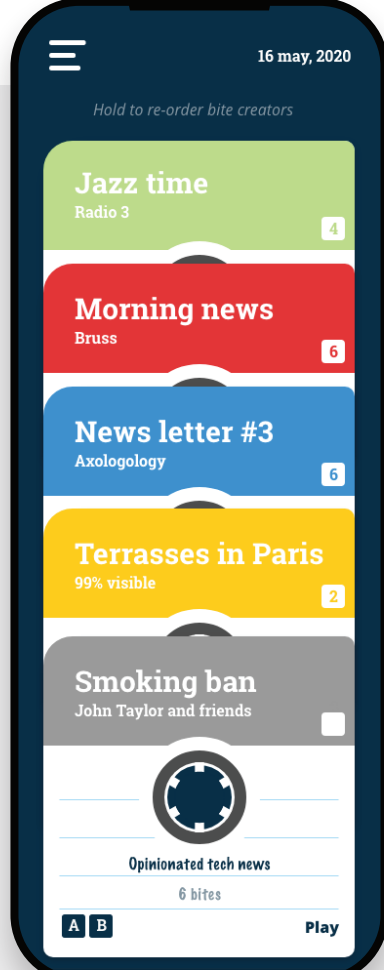 16 may, 2020
Hold to re-order bite creators
Jazz time
Radio 3
4
Morning news
Bruss
6
News letter #3
Axologology
6
Terrasses in Paris
99% visible
2
Smoking ban
John Taylor and friends
Opinionated tech news
6 bites
A B Play